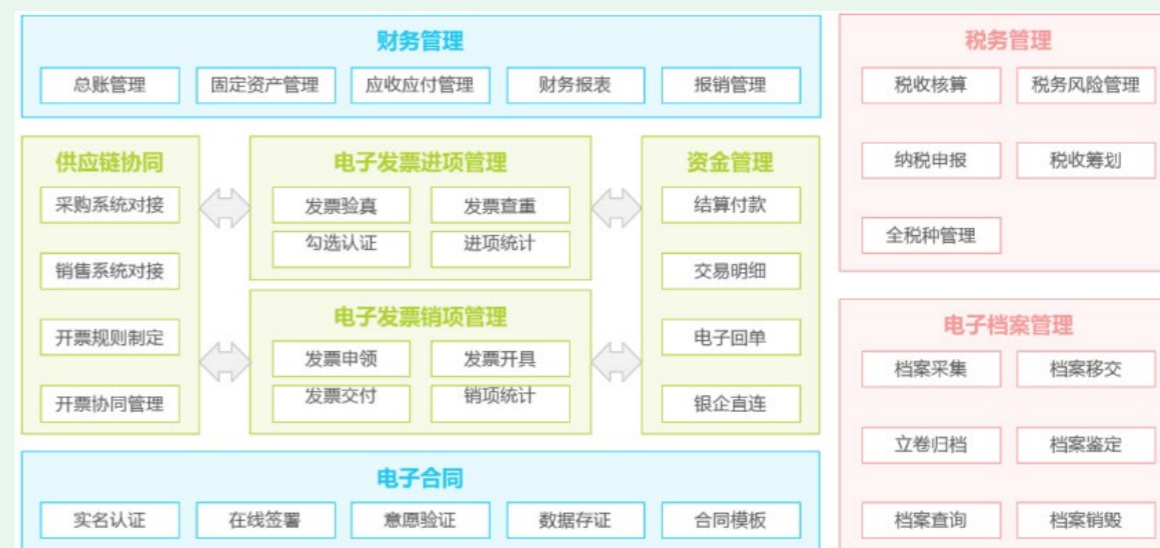 财务管理
总账管理 固定资产管理 应收应付管理 财务报表 报销管理
供应链协同
采购系统对接
销售系统对接
开票规则制定
开票协同管理
电子发票进项管理
发票验真 发票查重
勾选认证 进项统计
电子发票销项管理
发票申领 发票开具
发票交付 销项统计
资金管理
结算付款
交易明细
电子回单
银企直连
电子合同
实名认证 在线签署 意愿验证 数据存证 合同模板
税务管理
税收核算 税务风险管理
纳税申报 税收筹划
全税种管理
电子档案管理
档案采集 档案移交
立卷归档 档案鉴定
档案查询 档案销毁